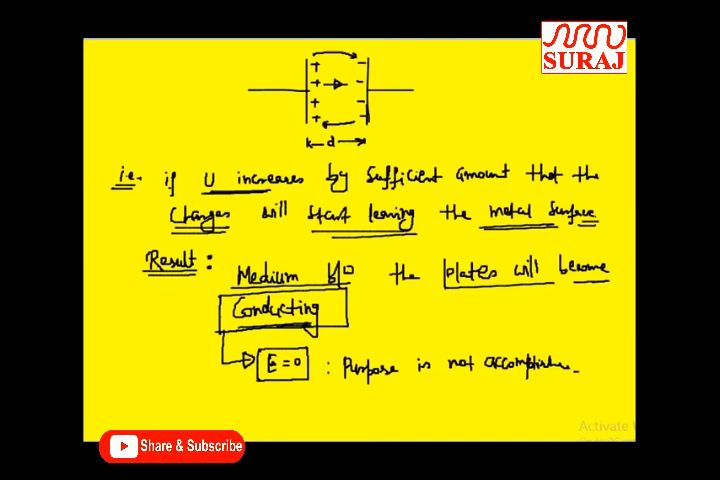 SURAJ
+ -
+ -
+ -
+ -
d
i.e. if U increases by sufficient amount that the
charges will start leaving the metal surface
Result :
Medium b/w the plates will become
Conducting
E = 0 : Purpose is not accomplished.
Activate
Share & Subscribe